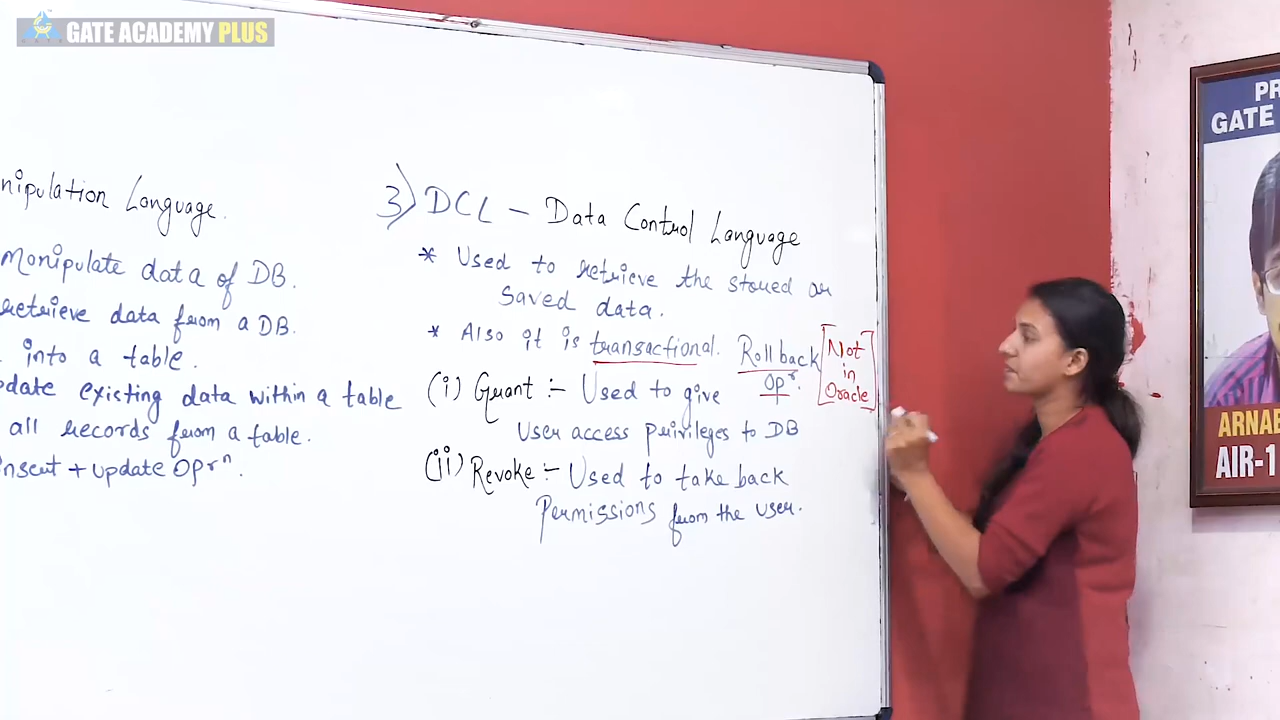 GATE ACADEMY PLUS
nipulation Language.
Manipulate data of DB.
retrieve data from a DB.
into a table.
pdate existing data within a table
all records from a table.
insert + update Oprⁿ.
3) DCL – Data Control Language
* Used to retrieve the stored or
saved data.
* Also it is transactional. Roll back
Opʳ.
[Not
in
Oracle]
(i) Grant :- Used to give
User access privileges to DB
(ii) Revoke :- Used to take back
Permissions from the user.
PR
GATE
ARNAB
AIR-1